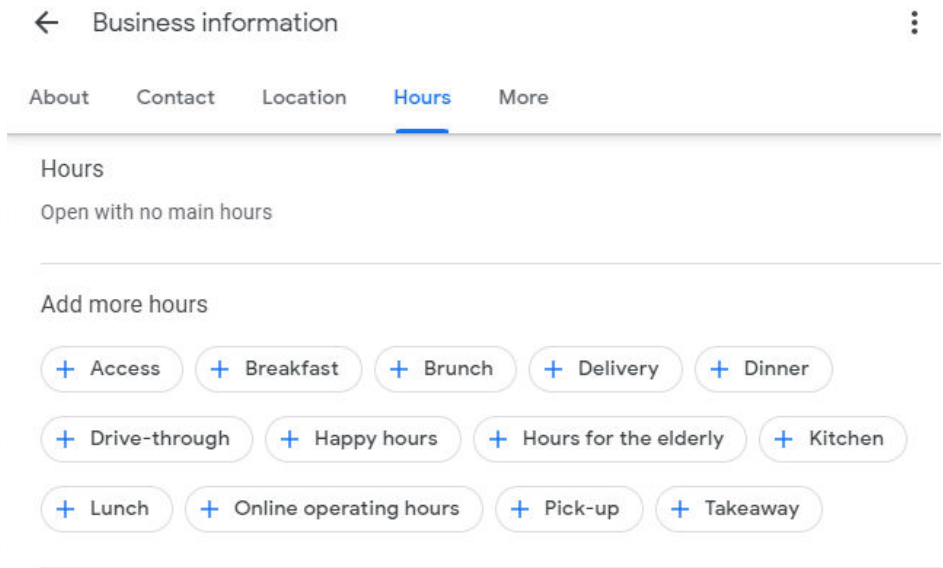 Business information
About Contact Location Hours More
Hours
Open with no main hours
Add more hours
+ Access + Breakfast + Brunch + Delivery + Dinner
+ Drive-through + Happy hours + Hours for the elderly + Kitchen
+ Lunch + Online operating hours + Pick-up + Takeaway